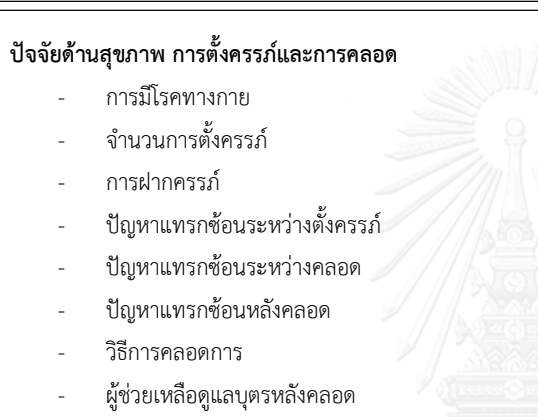 ปัจจัยด้านสุขภาพ การตั้งครรภ์และการคลอด
- การมีโรคทางกาย
- จำนวนการตั้งครรภ์
- การฝากครรภ์
- ปัญหาแทรกซ้อนระหว่างตั้งครรภ์
- ปัญหาแทรกซ้อนระหว่างคลอด
- ปัญหาแทรกซ้อนหลังคลอด
- วิธีการคลอดการ
- ผู้ช่วยเหลือดูแลบุตรหลังคลอด